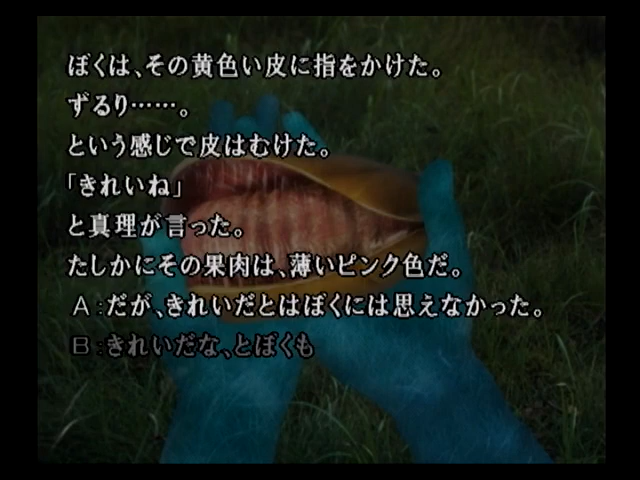 ぼくは、その黄色い皮に指をかけた。
ずるり……。
という感じで皮はむけた。
「きれいね」
と真理が言った。
たしかにその果肉は、薄いピンク色だ。
A:だが、きれいだとはぼくには思えなかった。
B:きれいだな、とぼくも